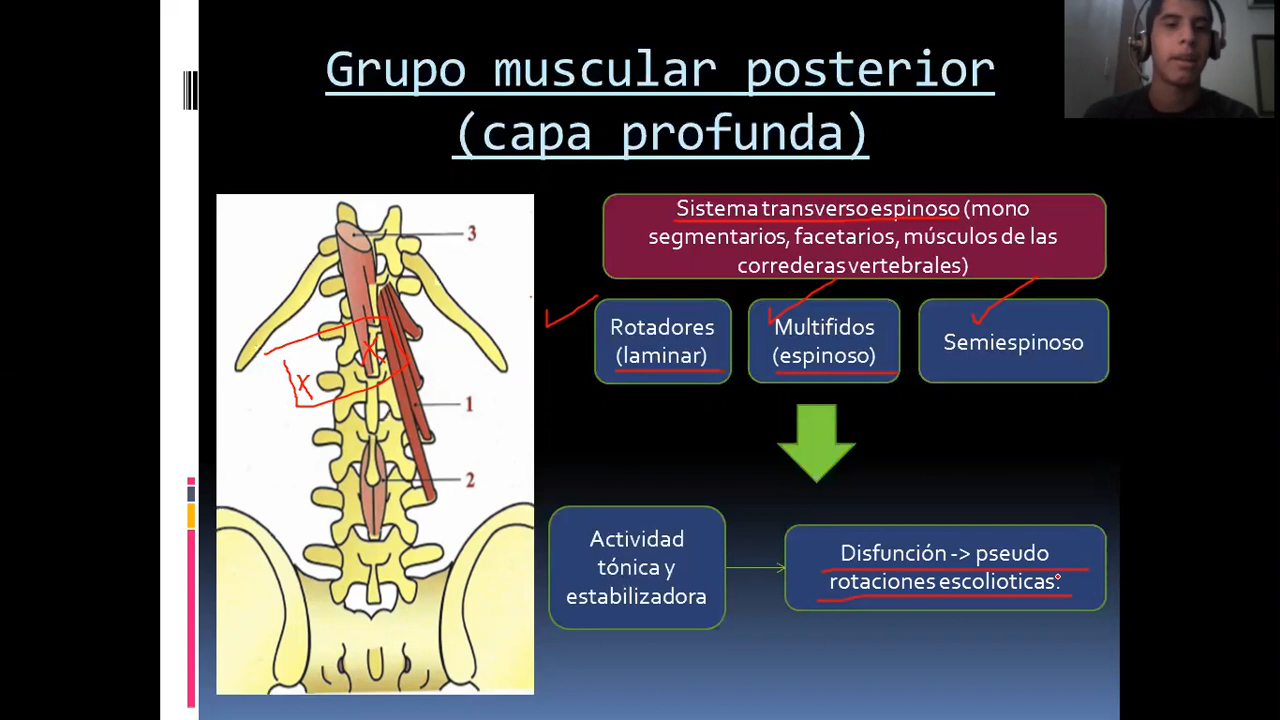 Grupo muscular posterior
(capa profunda)
Sistema transverso espinoso (mono
segmentarios, facetarios, músculos de las
correderas vertebrales)
Rotadores
(laminar)
Multifidos
(espinoso)
Semiespinoso
3
1
2
X
X
Actividad
tónica y
estabilizadora
Disfunción -> pseudo
rotaciones escolioticas.